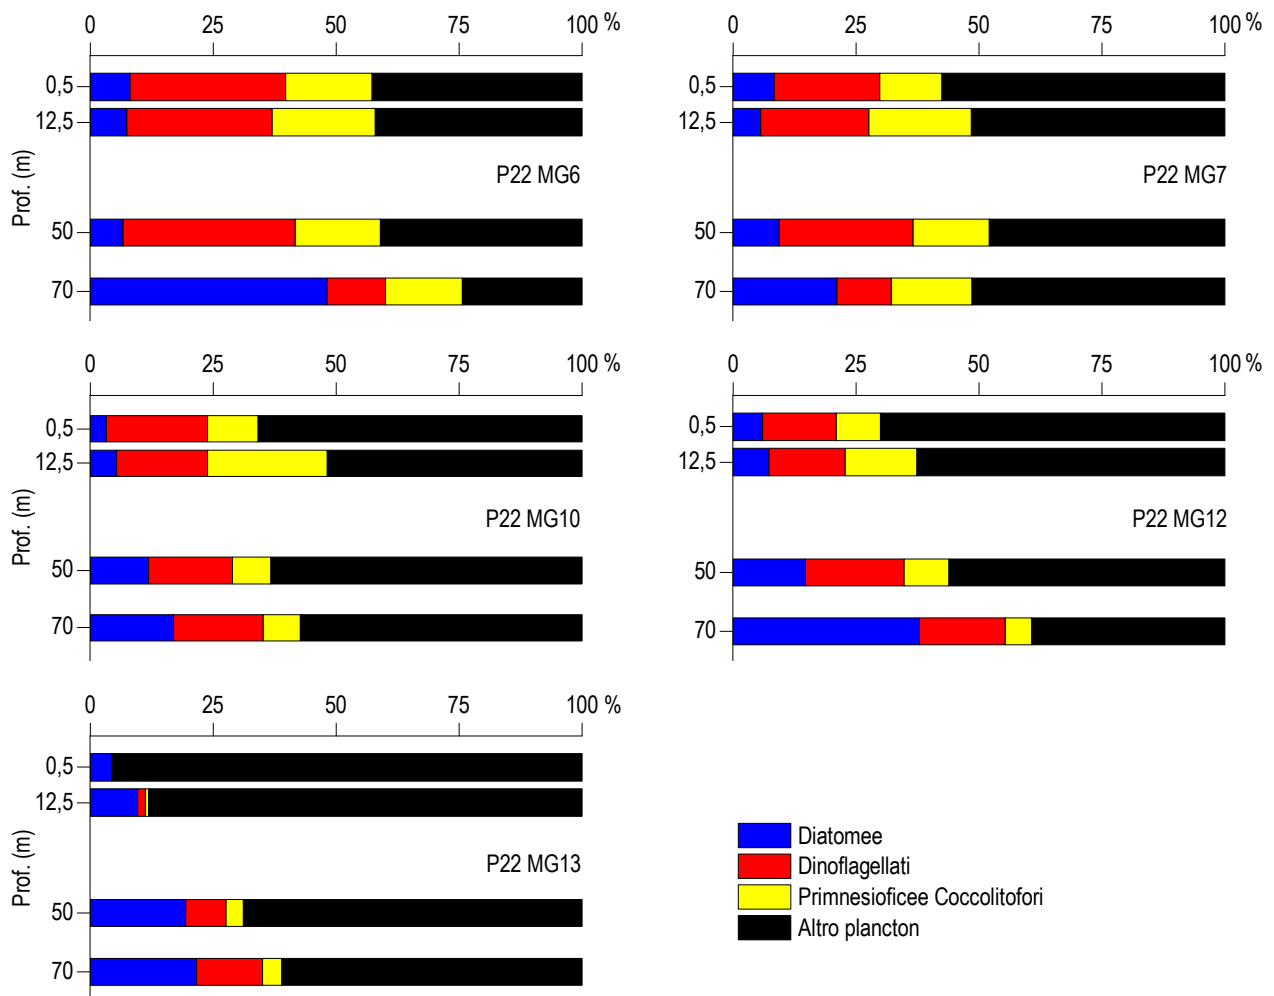 0 25 50 75 100 %
0,5
12,5
Prof. (m)
P22 MG6
50
70
0 25 50 75 100 %
0,5
12,5
P22 MG7
50
70
0 25 50 75 100 %
0,5
12,5
Prof. (m)
P22 MG10
50
70
0 25 50 75 100 %
0,5
12,5
P22 MG12
50
70
0 25 50 75 100 %
0,5
12,5
Prof. (m)
P22 MG13
50
70
Diatomee
Dinoflagellati
Primnesioficee Coccolitofori
Altro plancton